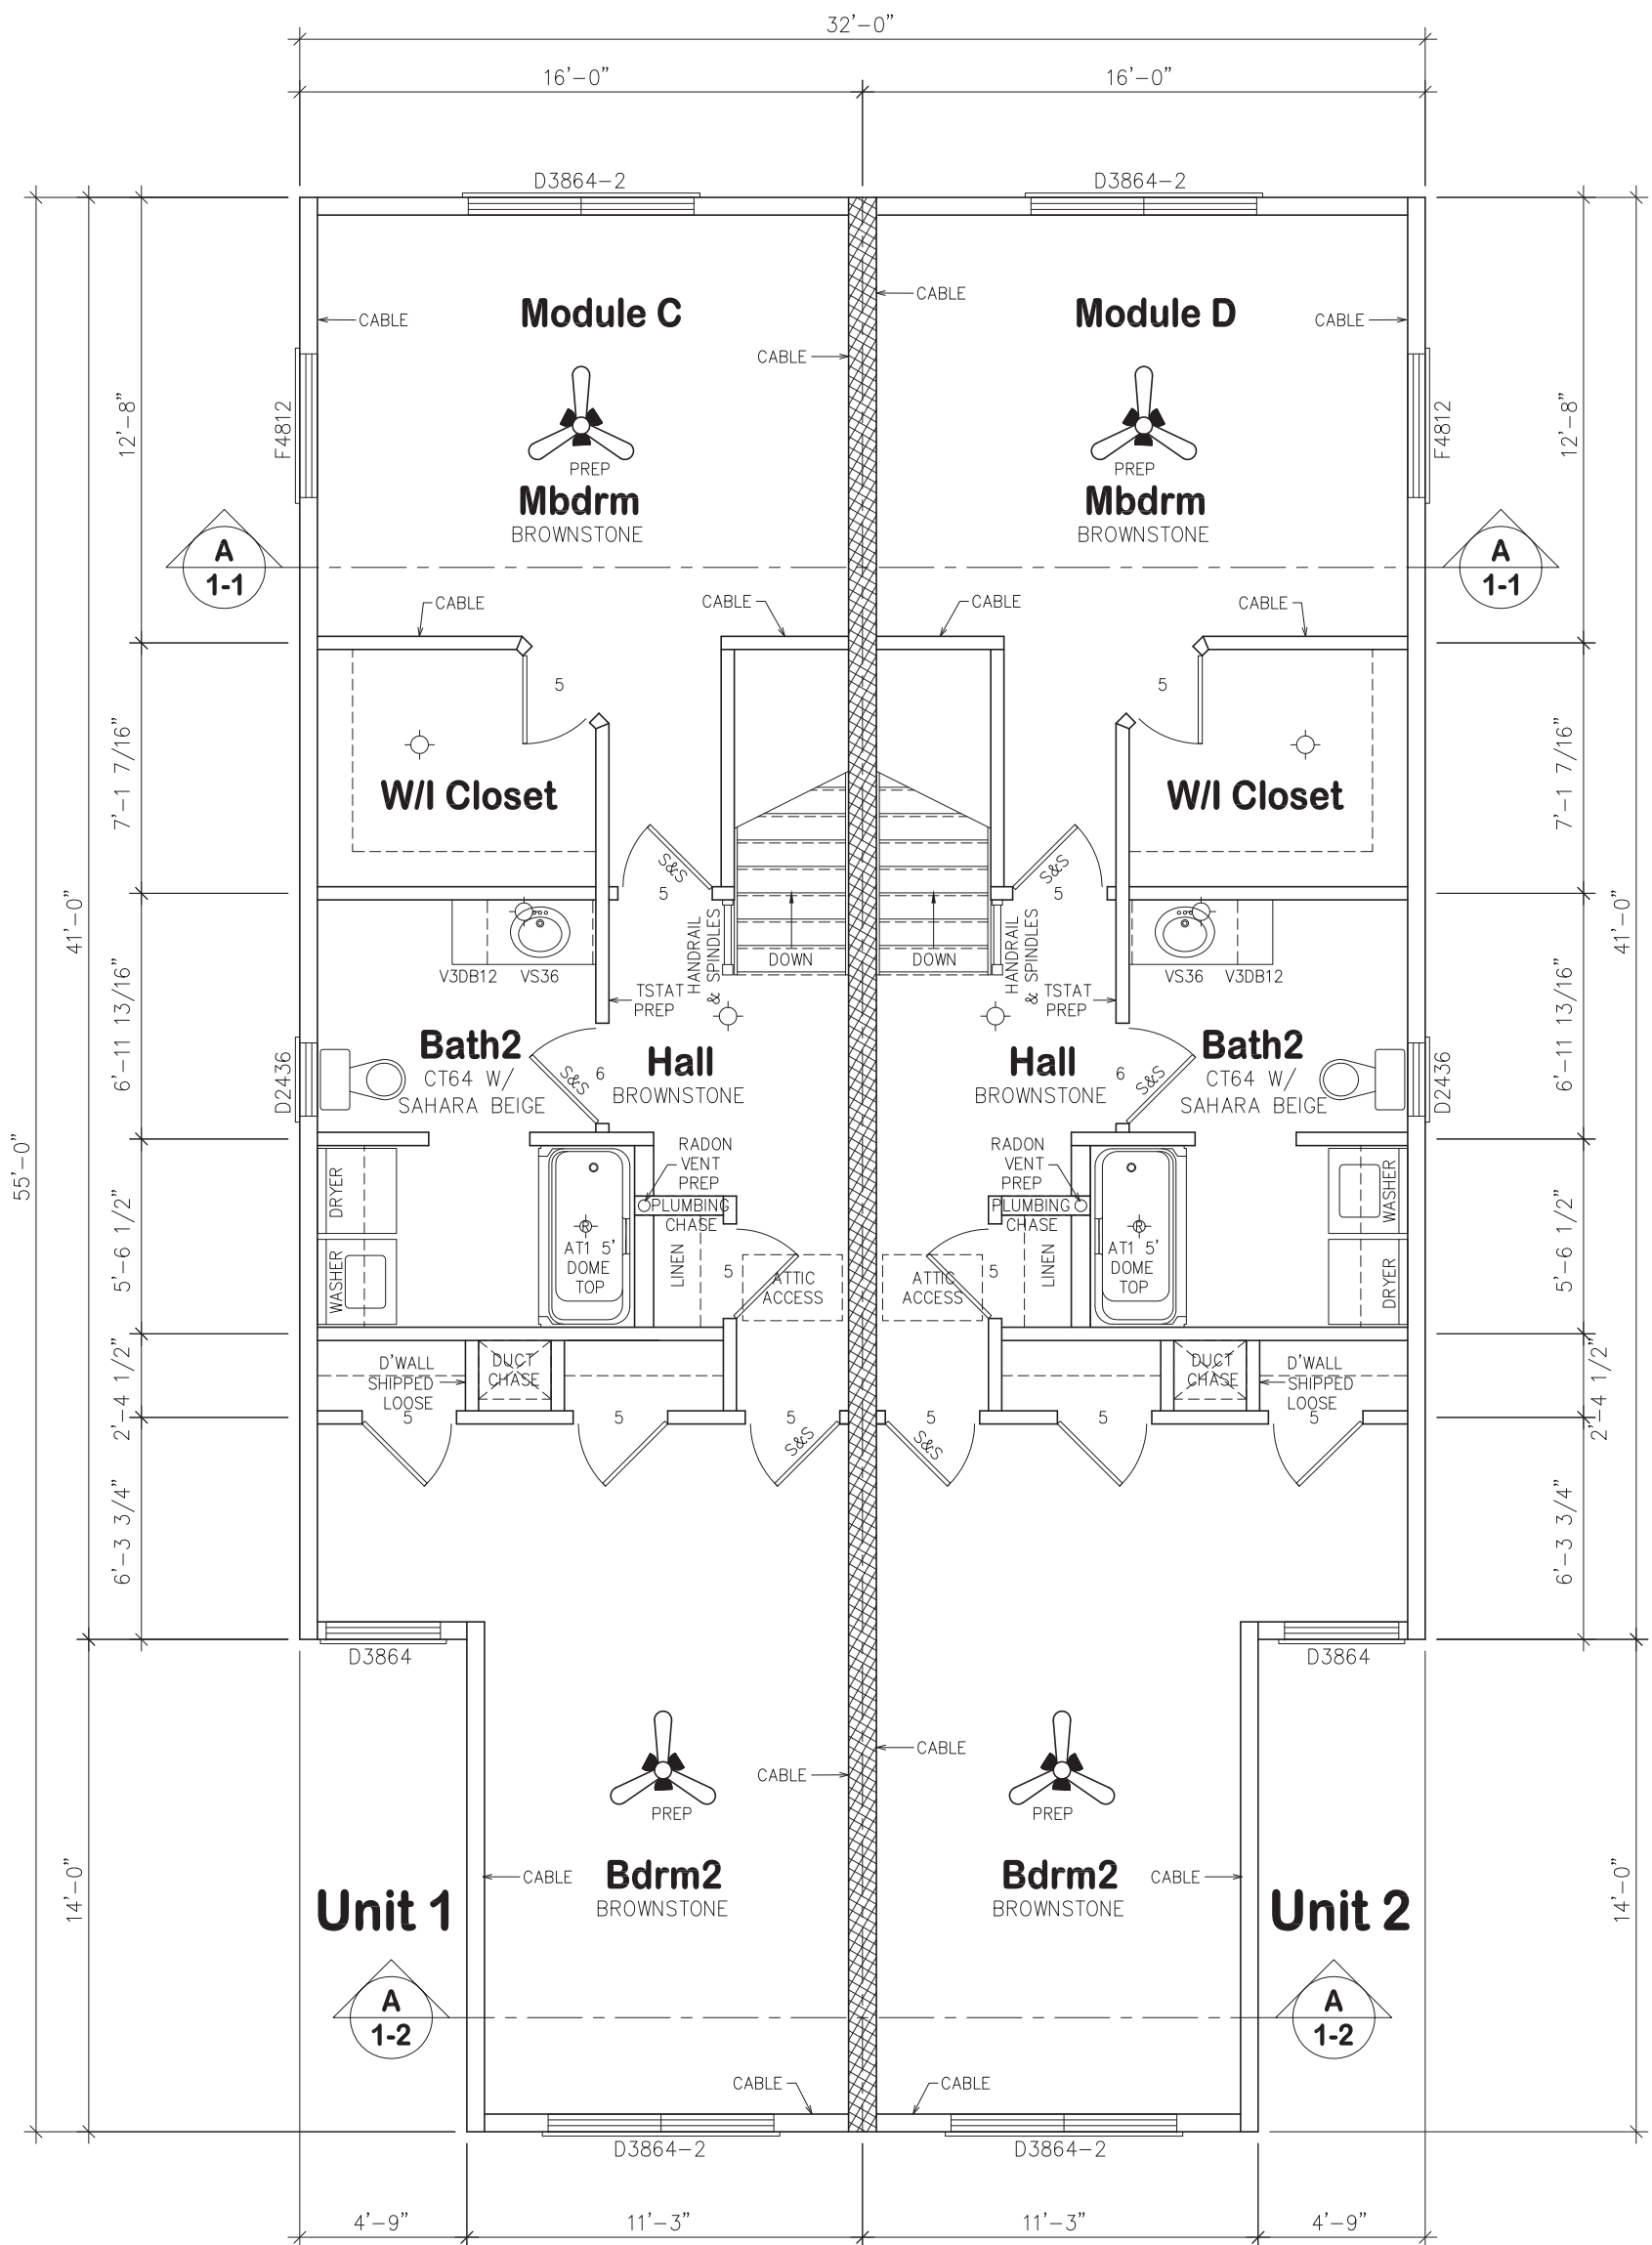 32'-0"
16'-0"
16'-0"
D3864-2
D3864-2
CABLE
Module C
CABLE
CABLE
Module D
CABLE
F4812
12'-8"
PREP
Mbdrm
BROWNSTONE
PREP
Mbdrm
BROWNSTONE
F4812
12'-8"
A
1-1
A
1-1
CABLE
CABLE
CABLE
CABLE
5
5
7'-1 7/16"
W/I Closet
W/I Closet
7'-1 7/16"
S&S
5
S&S
5
41'-0"
41'-0"
HANDRAIL
& SPINDLES
DOWN
DOWN
HANDRAIL
& SPINDLES
V3DB12
VS36
VS36
V3DB12
TSTAT
PREP
TSTAT
PREP
6'-11 13/16"
D2436
Bath2
CT64 W/
SAHARA BEIGE
S&S
6
Hall
BROWNSTONE
Hall
BROWNSTONE
6
S&S
Bath2
CT64 W/
SAHARA BEIGE
D2436
6'-11 13/16"
55'-0"
RADON
VENT
PREP
RADON
VENT
PREP
DRYER
WASHER
PLUMBING
CHASE
PLUMBING
CHASE
WASHER
DRYER
5'-6 1/2"
R
AT1 5'
DOME
TOP
LINEN
5
ATTIC
ACCESS
ATTIC
ACCESS
5
LINEN
R
AT1 5'
DOME
TOP
5'-6 1/2"
2'-4 1/2"
D'WALL
SHIPPED
LOOSE
DUCT
CHASE
DUCT
CHASE
D'WALL
SHIPPED
LOOSE
2'-4 1/2"
5
5
5
S&S
5
S&S
5
5
6'-3 3/4"
6'-3 3/4"
D3864
D3864
CABLE
CABLE
PREP
PREP
14'-0"
Unit 1
CABLE
Bdrm2
BROWNSTONE
Bdrm2
BROWNSTONE
CABLE
Unit 2
14'-0"
A
1-2
A
1-2
CABLE
CABLE
D3864-2
D3864-2
4'-9"
11'-3"
11'-3"
4'-9"